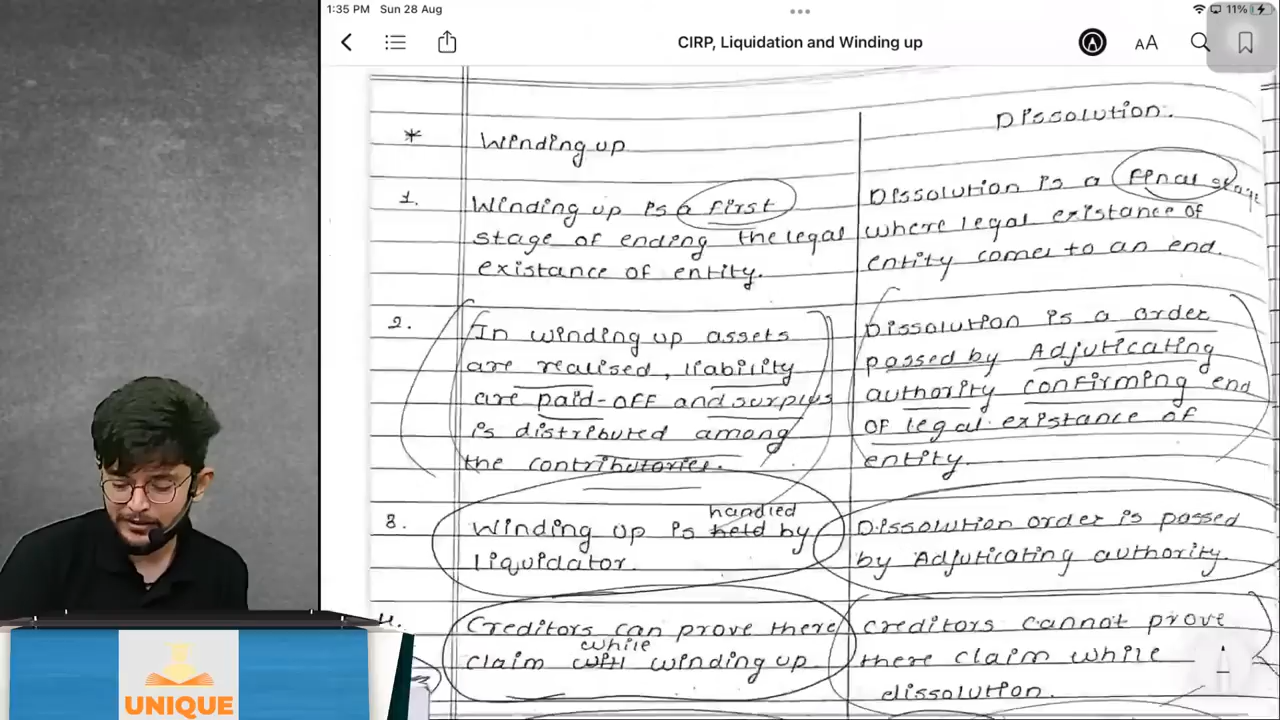 1:35 PM Sun 28 Aug
11%
CIRP, Liquidation and Winding up
AA
* Winding up
Dissolution.
1. Winding up is a first
stage of ending the legal
existance of entity.
Dissolution is a final stage
where legal existance of
entity comes to an end.
2. In winding up assets
are realised, liability
are paid-off and surplus
is distributed among
the contributories.
Dissolution is a order
passed by Adjuticating
authority confirming end
of legal existance of
entity.
3. Winding up is held handled by
liquidator.
Dissolution order is passed
by Adjuticating authority.
4. Creditors can prove there
claim with while winding up
Creditors cannot prove
there claim while
dissolution.
UNIQUE